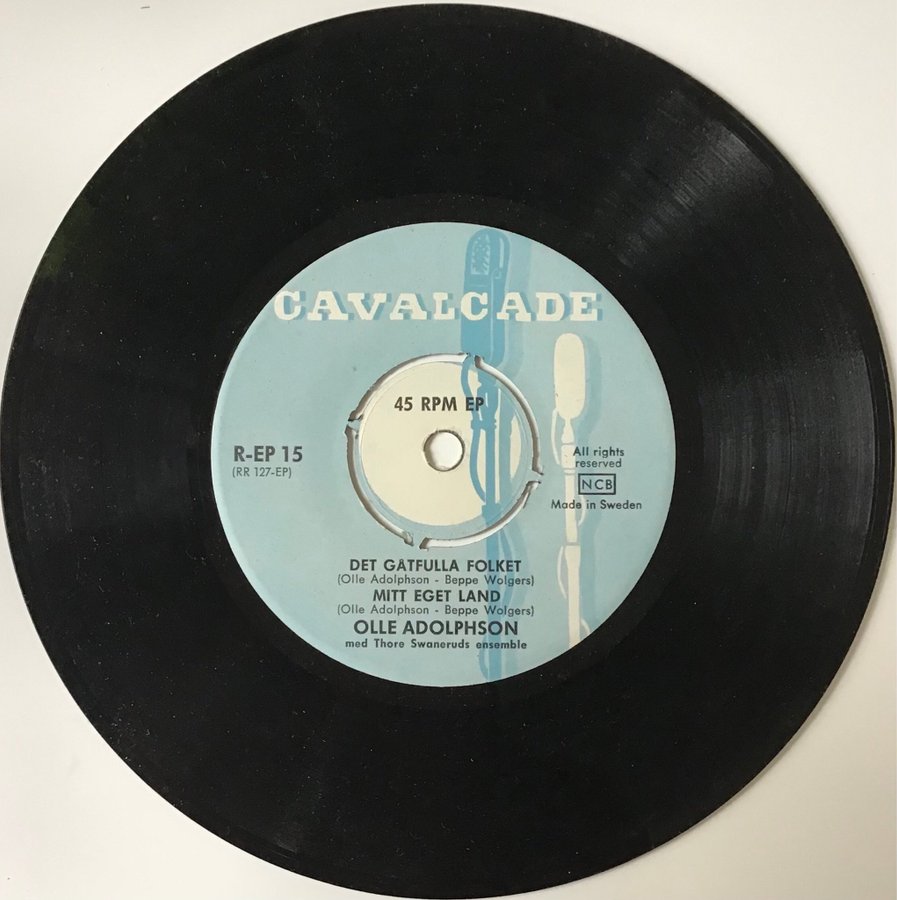 CAVALCADE
45 RPM EP
R-EP 15
(RR 127-EP)
All rights
reserved
NCB
Made in Sweden
DET GÅTFULLA FOLKET
(Olle Adolphson - Beppe Wolgers)
MITT EGET LAND
(Olle Adolphson - Beppe Wolgers)
OLLE ADOLPHSON
med Thore Swaneruds ensemble